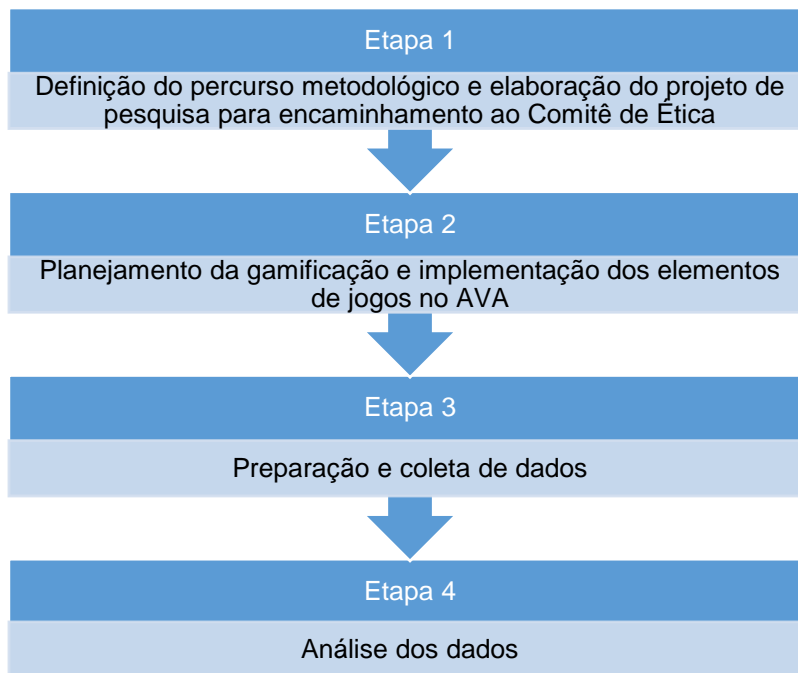 Etapa 1
Definição do percurso metodológico e elaboração do projeto de
pesquisa para encaminhamento ao Comitê de Ética
Etapa 2
Planejamento da gamificação e implementação dos elementos
de jogos no AVA
Etapa 3
Preparação e coleta de dados
Etapa 4
Análise dos dados